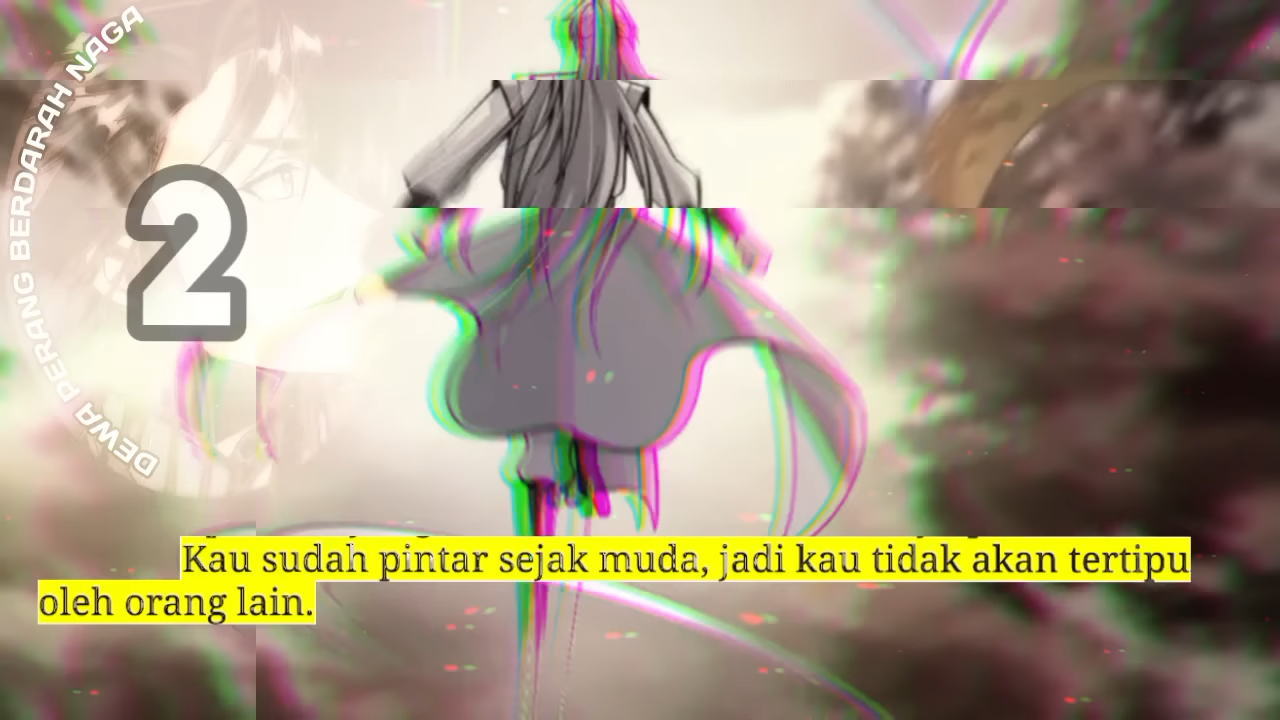 DEWA PERANG BERDARAH NAGA
2
Kau sudah pintar sejak muda, jadi kau tidak akan tertipu
oleh orang lain.